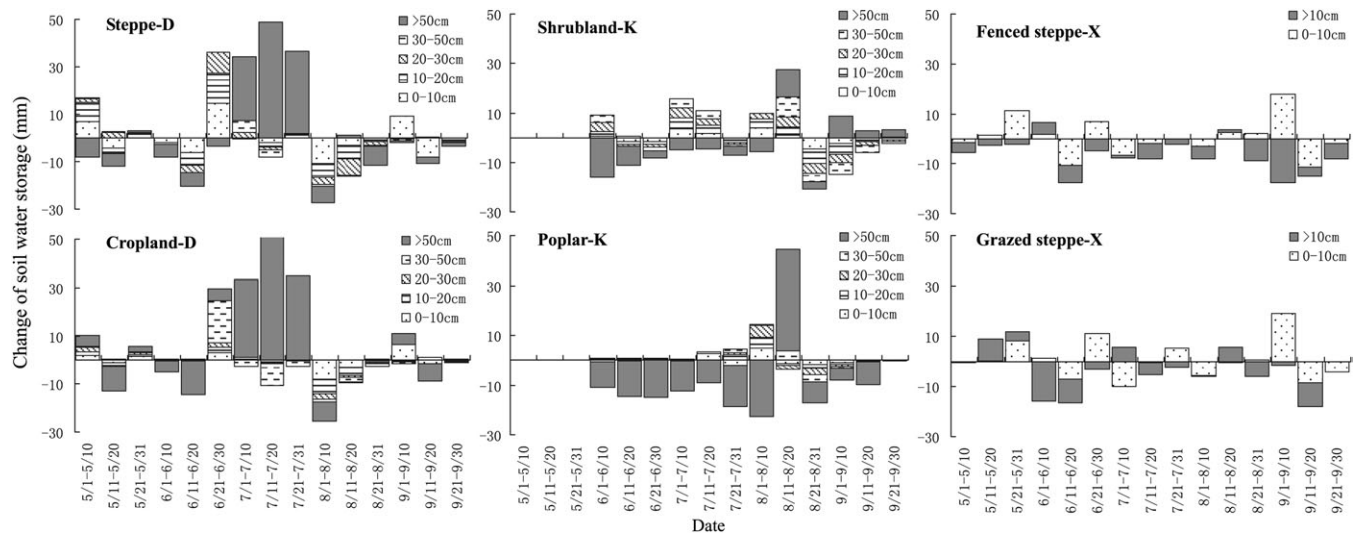 Change of soil water storage (mm)
50
30
10
-10
-30
Steppe-D
>50cm
30-50cm
20-30cm
10-20cm
0-10cm
50
30
10
-10
-30
Shrubland-K
>50cm
30-50cm
20-30cm
10-20cm
0-10cm
50
30
10
-10
-30
Fenced steppe-X
>10cm
0-10cm
50
30
10
-10
-30
Cropland-D
>50cm
30-50cm
20-30cm
10-20cm
0-10cm
50
30
10
-10
-30
Poplar-K
>50cm
30-50cm
20-30cm
10-20cm
0-10cm
50
30
10
-10
-30
Grazed steppe-X
>10cm
0-10cm
5/1-5/10
5/11-5/20
5/21-5/31
6/1-6/10
6/11-6/20
6/21-6/30
7/1-7/10
7/11-7/20
7/21-7/31
8/1-8/10
8/11-8/20
8/21-8/31
9/1-9/10
9/11-9/20
9/21-9/30
5/1-5/10
5/11-5/20
5/21-5/31
6/1-6/10
6/11-6/20
6/21-6/30
7/1-7/10
7/11-7/20
7/21-7/31
8/1-8/10
8/11-8/20
8/21-8/31
9/1-9/10
9/11-9/20
9/21-9/30
5/1-5/10
5/11-5/20
5/21-5/31
6/1-6/10
6/11-6/20
6/21-6/30
7/1-7/10
7/11-7/20
7/21-7/31
8/1-8/10
8/11-8/20
8/21-8/31
9/1-9/10
9/11-9/20
9/21-9/30
Date